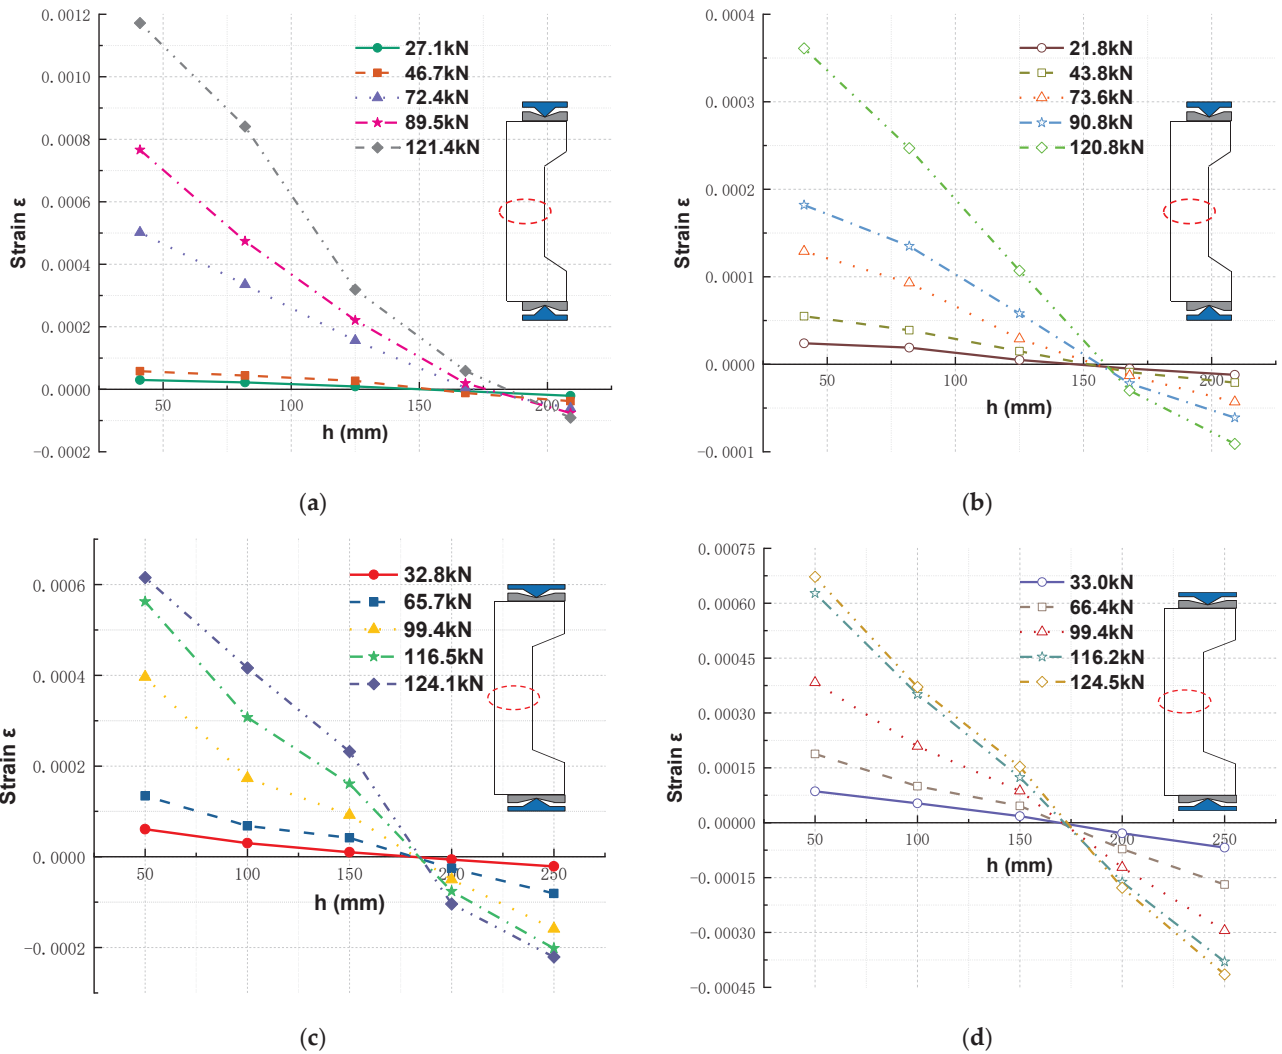 0.0012
0.0010
0.0008
0.0006
0.0004
0.0002
0.0000
−0.0002
50
100
150
200
Strain ε
h (mm)
27.1kN
46.7kN
72.4kN
89.5kN
121.4kN
(a)
0.0004
0.0003
0.0002
0.0001
0.0000
−0.0001
50
100
150
200
Strain ε
h (mm)
21.8kN
43.8kN
73.6kN
90.8kN
120.8kN
(b)
0.0006
0.0004
0.0002
0.0000
−0.0002
50
100
150
200
250
Strain ε
h (mm)
32.8kN
65.7kN
99.4kN
116.5kN
124.1kN
(c)
0.00075
0.00060
0.00045
0.00030
0.00015
0.00000
−0.00015
−0.00030
−0.00045
50
100
150
200
250
Strain ε
h (mm)
33.0kN
66.4kN
99.4kN
116.2kN
124.5kN
(d)